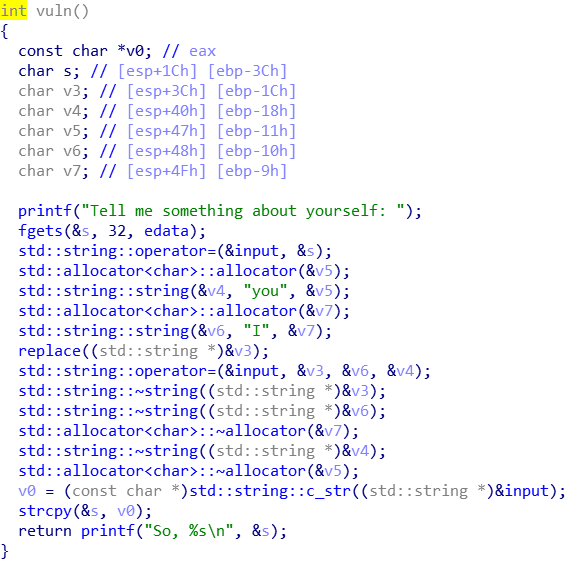 int vuln()
{
  const char *v0; // eax
  char s; // [esp+1Ch] [ebp-3Ch]
  char v3; // [esp+3Ch] [ebp-1Ch]
  char v4; // [esp+40h] [ebp-18h]
  char v5; // [esp+47h] [ebp-11h]
  char v6; // [esp+48h] [ebp-10h]
  char v7; // [esp+4Fh] [ebp-9h]

  printf("Tell me something about yourself: ");
  fgets(&s, 32, edata);
  std::string::operator=(&input, &s);
  std::allocator<char>::allocator(&v5);
  std::string::string(&v4, "you", &v5);
  std::allocator<char>::allocator(&v7);
  std::string::string(&v6, "I", &v7);
  replace((std::string *)&v3);
  std::string::operator=(&input, &v3, &v6, &v4);
  std::string::~string((std::string *)&v3);
  std::string::~string((std::string *)&v6);
  std::allocator<char>::~allocator(&v7);
  std::string::~string((std::string *)&v4);
  std::allocator<char>::~allocator(&v5);
  v0 = (const char *)std::string::c_str((std::string *)&input);
  strcpy(&s, v0);
  return printf("So, %s\n", &s);
}